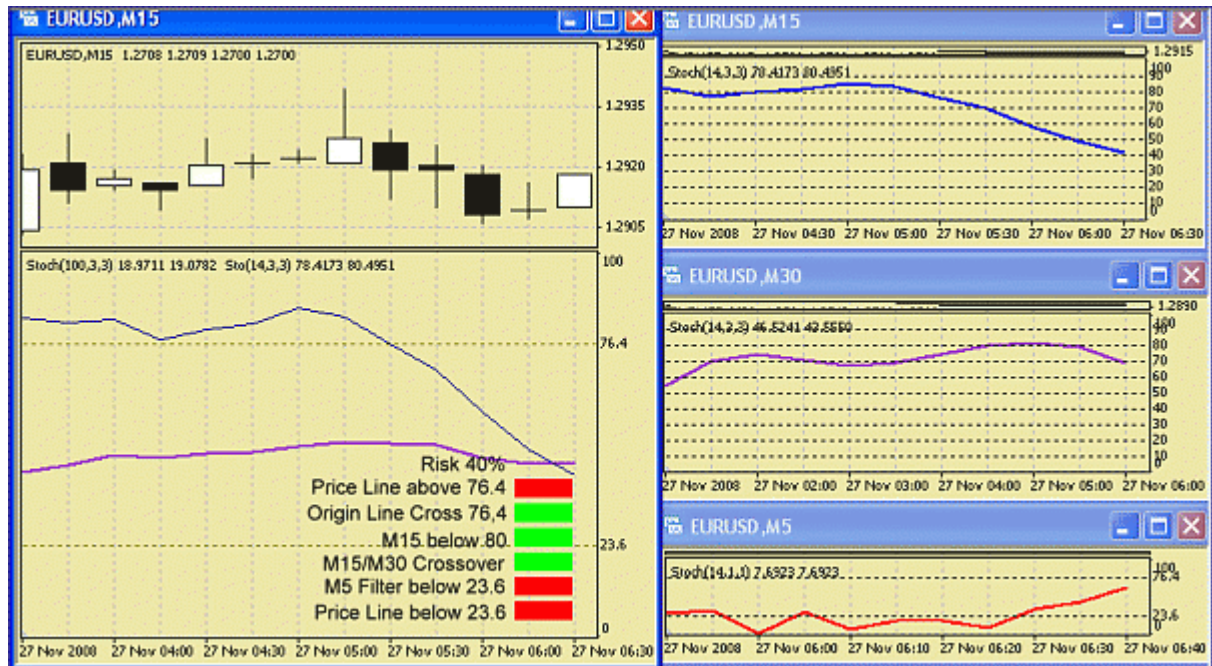 EURUSD,M15
EURUSD,M15 1.2708 1.2709 1.2700 1.2700
1.2950
1.2935
1.2920
1.2905
Stoch(100,3,3) 18.9711 19.0782 Sto(14,3,3) 78.4173 80.4951
100
76.4
Risk 40%
Price Line above 76.4
Origin Line Cross 76,4
M15 below 80
M15/M30 Crossover
M5 Filter below 23.6
Price Line below 23.6
23.6
0
27 Nov 2008 27 Nov 04:00 27 Nov 04:30 27 Nov 05:00 27 Nov 05:30 27 Nov 06:00 27 Nov 06:30
EURUSD,M15
1.2915
Stoch(14,3,3) 78.4173 80.4951
100
90
80
70
60
50
40
30
20
10
0
27 Nov 2008 27 Nov 04:30 27 Nov 05:00 27 Nov 05:30 27 Nov 06:00 27 Nov 06:30
EURUSD,M30
1.2890
Stoch(14,3,3) 46.5241 43.5550
100
90
80
70
60
50
40
30
20
10
0
27 Nov 2008 27 Nov 02:00 27 Nov 03:00 27 Nov 04:00 27 Nov 05:00 27 Nov 06:00
EURUSD,M5
Stoch(14,1,1) 7.6923 7.6923
100
76.4
23.6
0
27 Nov 2008 27 Nov 06:00 27 Nov 06:10 27 Nov 06:20 27 Nov 06:30 27 Nov 06:40